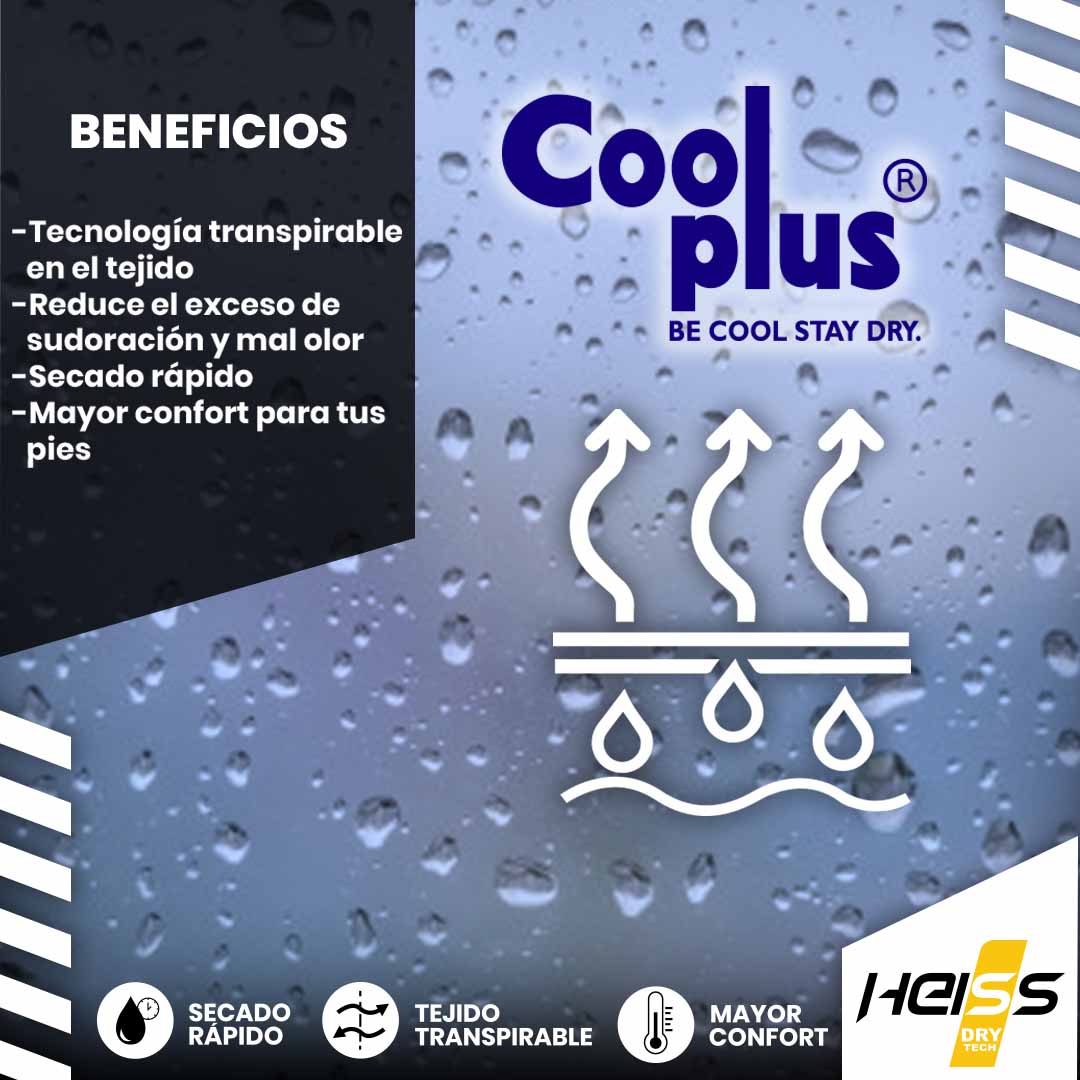 BENEFICIOS
-Tecnología transpirable
en el tejido
-Reduce el exceso de
sudoración y mal olor
-Secado rápido
-Mayor confort para tus
pies
Cool
plus®
BE COOL STAY DRY.
SECADO
RÁPIDO
TEJIDO
TRANSPIRABLE
MAYOR
CONFORT
HEISS
DRY
TECH